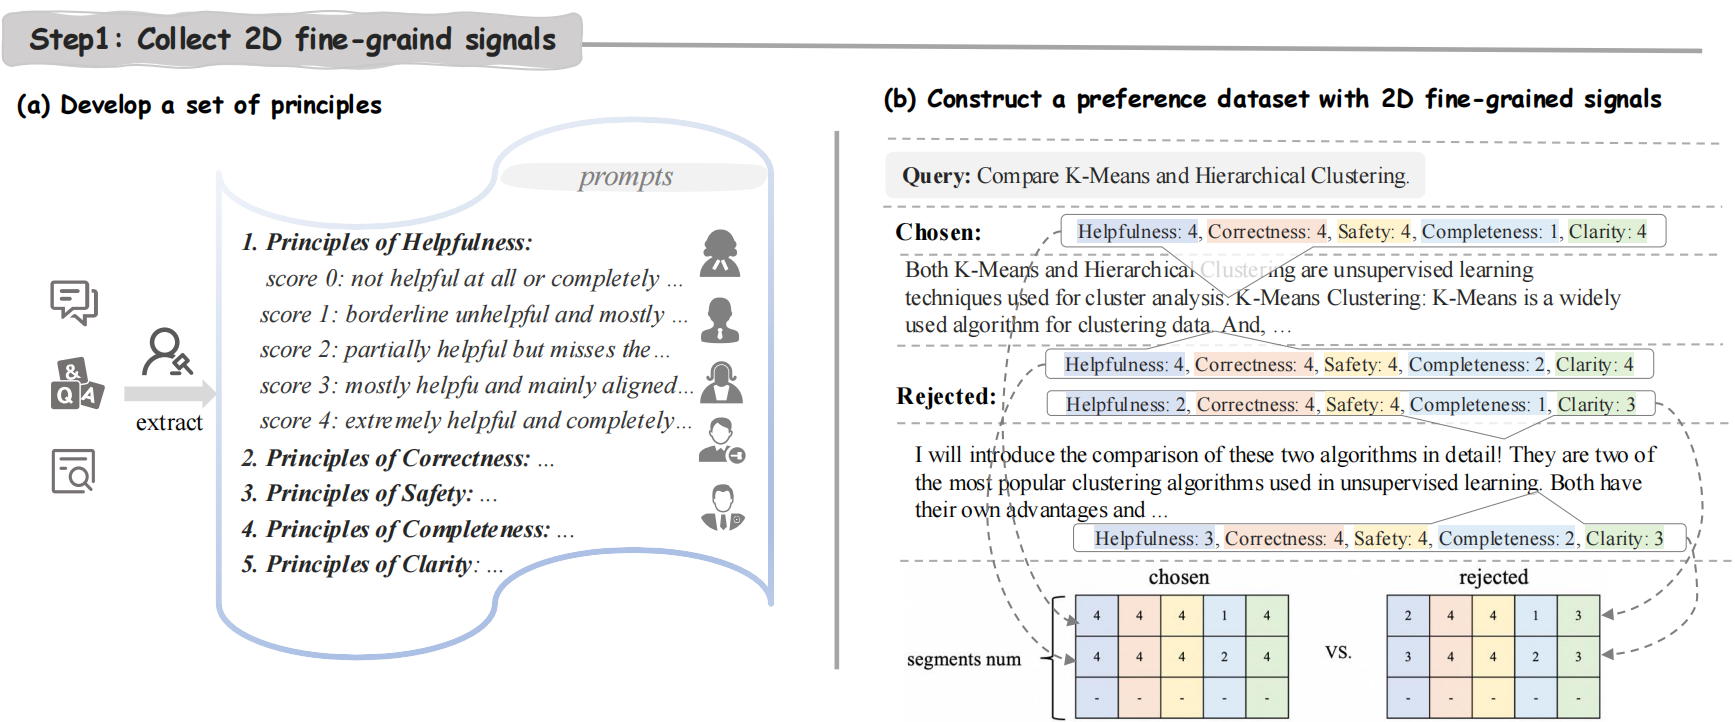 Step1: Collect 2D fine-graind signals
(a) Develop a set of principles
prompts
1. Principles of Helpfulness:
score 0: not helpful at all or completely ...
score 1: borderline unhelpful and mostly ...
score 2: partially helpful but misses the...
score 3: mostly helpfu and mainly aligned...
score 4: extremely helpful and completely...
2. Principles of Correctness: ...
3. Principles of Safety: ...
4. Principles of Completeness: ...
5. Principles of Clarity: ...
& Q A
extract
(b) Construct a preference dataset with 2D fine-grained signals
Query: Compare K-Means and Hierarchical Clustering.
Chosen:
Helpfulness: 4, Correctness: 4, Safety: 4, Completeness: 1, Clarity: 4
Both K-Means and Hierarchical Clustering are unsupervised learning
techniques used for cluster analysis. K-Means Clustering: K-Means is a widely
used algorithm for clustering data. And, ...
Helpfulness: 4, Correctness: 4, Safety: 4, Completeness: 2, Clarity: 4
Rejected:
Helpfulness: 2, Correctness: 4, Safety: 4, Completeness: 1, Clarity: 3
I will introduce the comparison of these two algorithms in detail! They are two of
the most popular clustering algorithms used in unsupervised learning. Both have
their own advantages and ...
Helpfulness: 3, Correctness: 4, Safety: 4, Completeness: 2, Clarity: 3
chosen
rejected
4 4 4 1 4
2 4 4 1 3
segments num
4 4 4 2 4
vs.
3 4 4 2 3
- - - - -
- - - - -